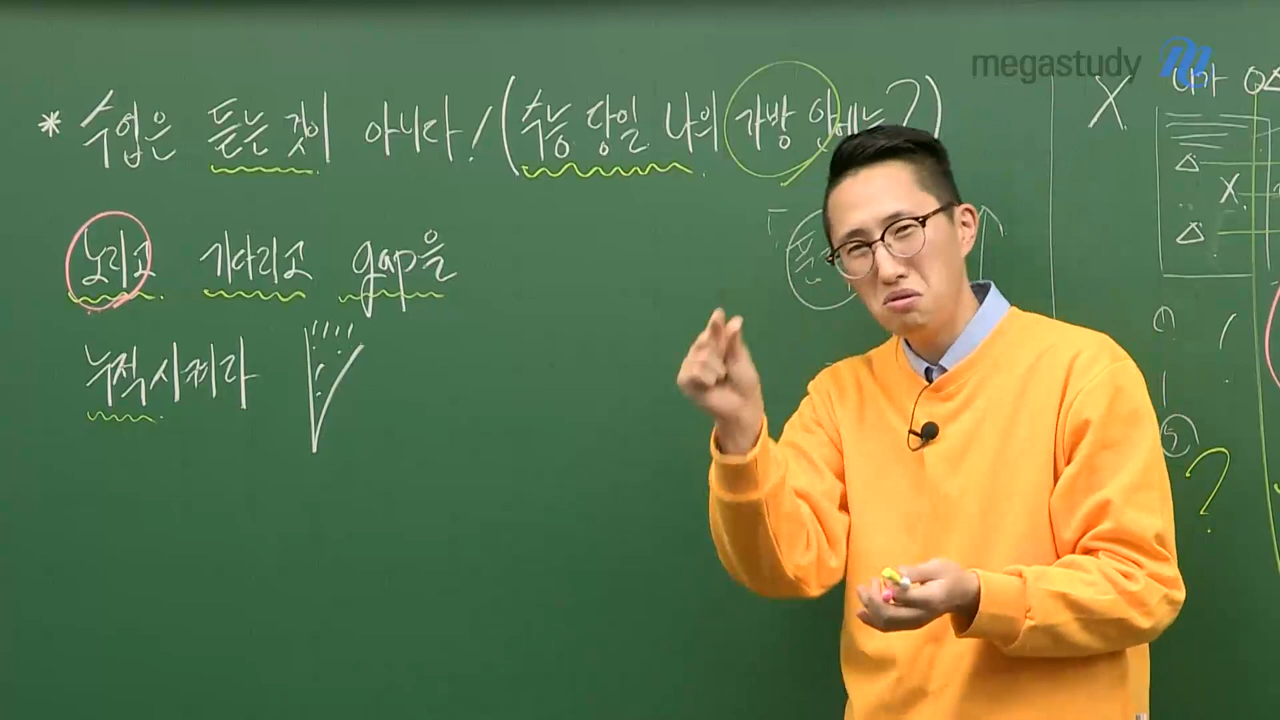 megastudy
* 수업은 듣는 것이 아니다! (수능 당일 나의 가방 안에는?)
노리고 기다리고 gap을
누적시켜라
X